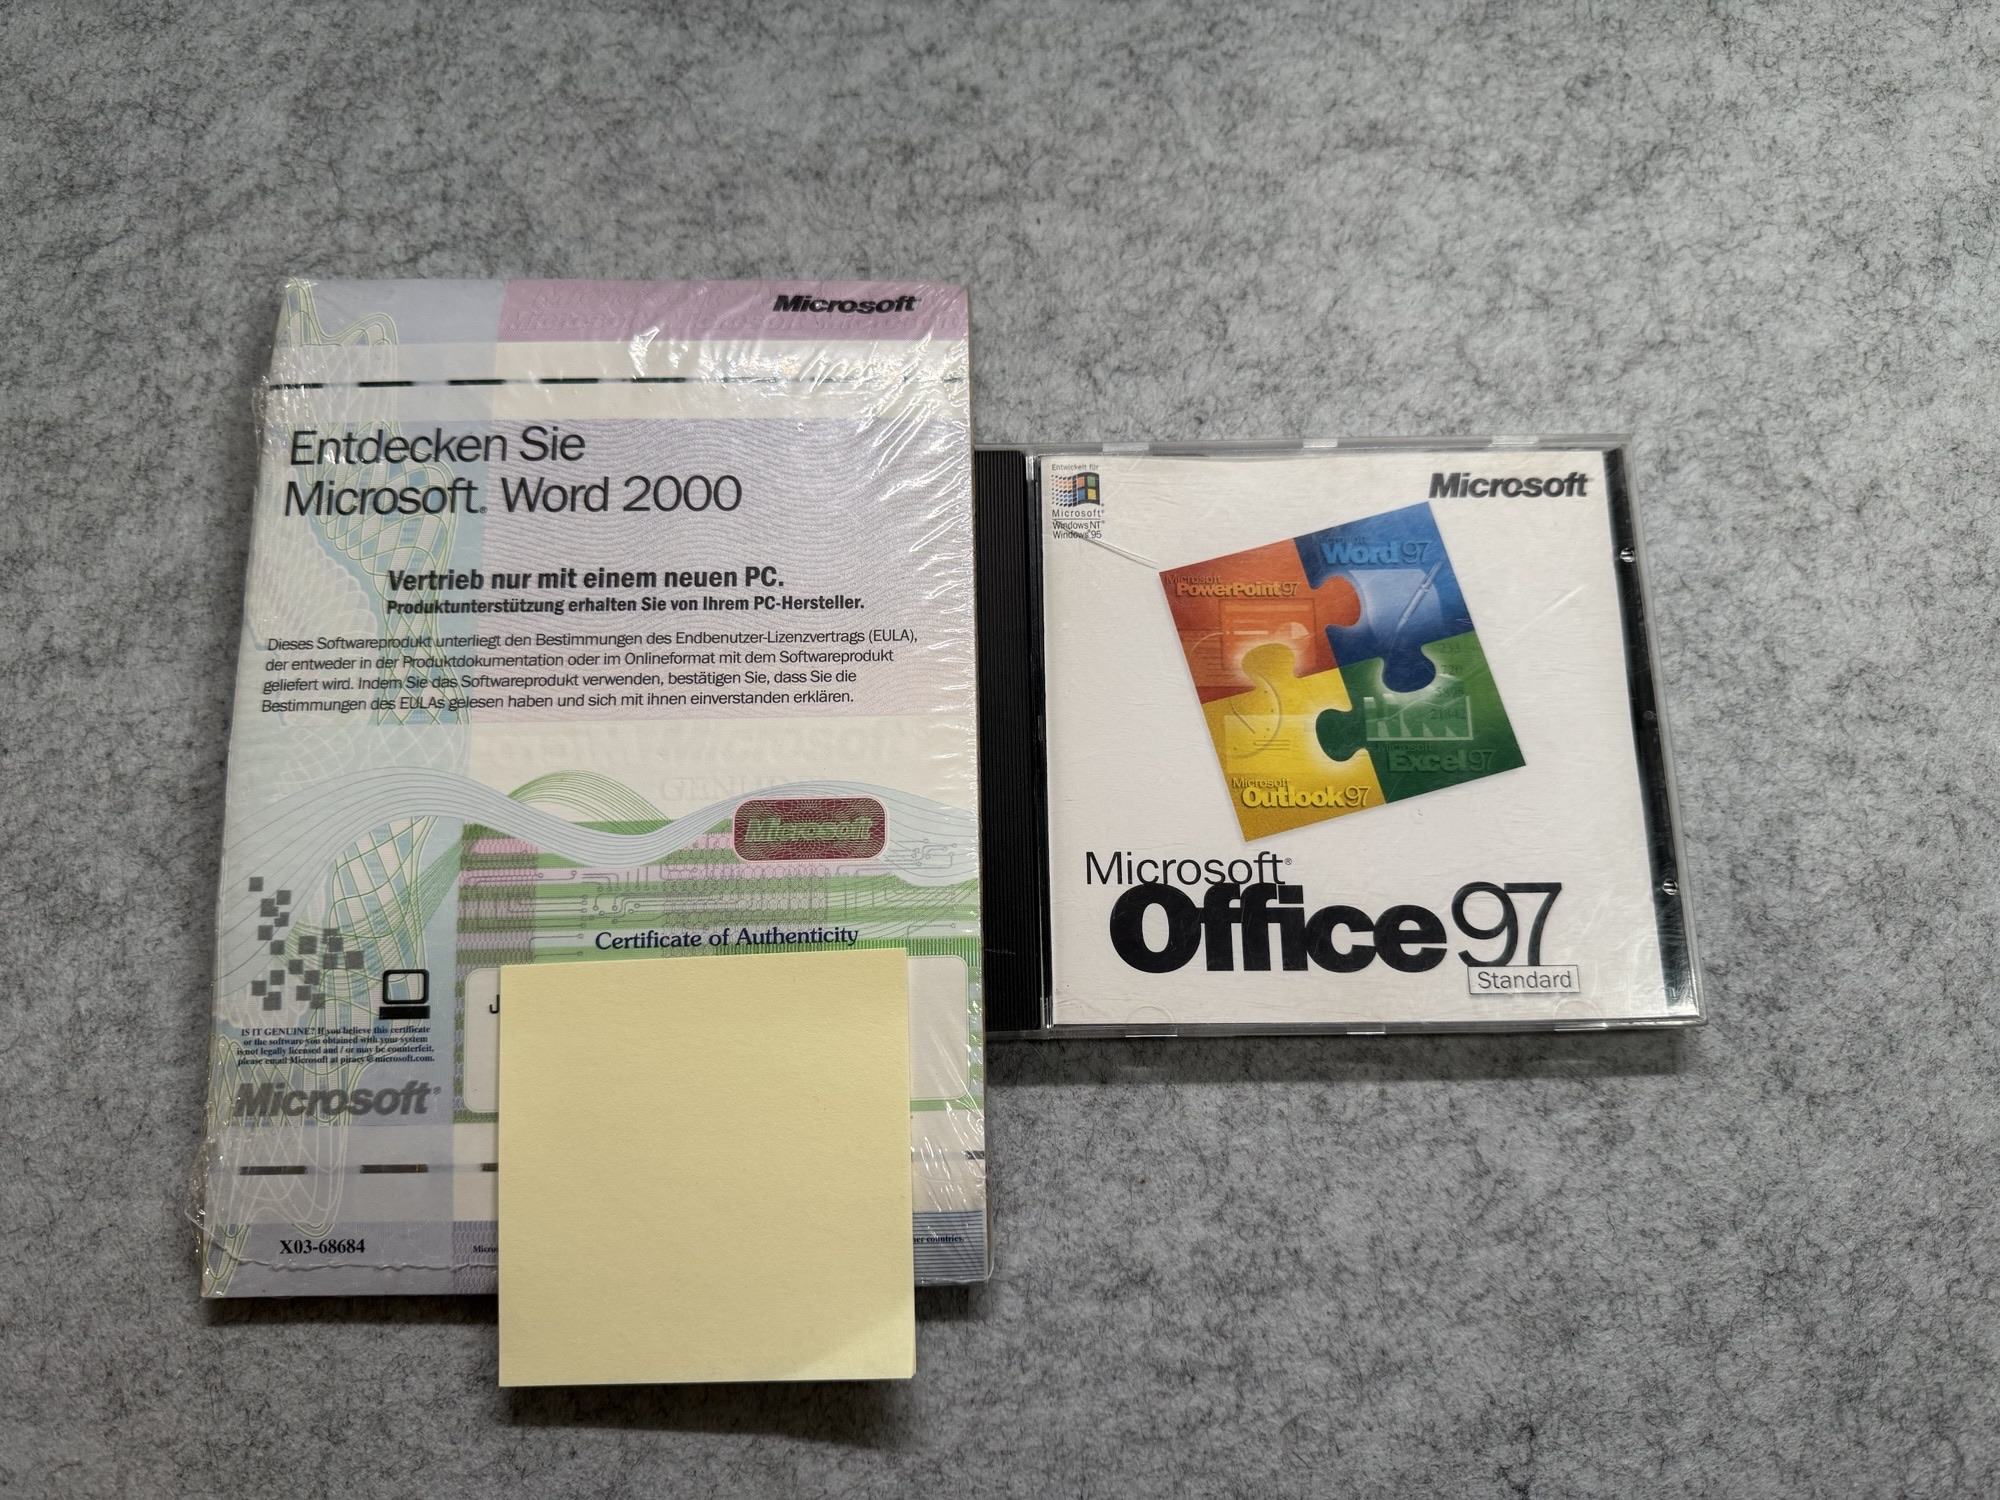 Microsoft
Entdecken Sie
Microsoft® Word 2000
Vertrieb nur mit einem neuen PC.
Produktunterstützung erhalten Sie von Ihrem PC-Hersteller.
Dieses Softwareprodukt unterliegt den Bestimmungen des Endbenutzer-Lizenzvertrags (EULA),
der entweder in der Produktdokumentation oder im Onlineformat mit dem Softwareprodukt
geliefert wird. Indem Sie das Softwareprodukt verwenden, bestätigen Sie, dass Sie die
Bestimmungen des EULAs gelesen haben und sich mit ihnen einverstanden erklären.
GENUINE
Microsoft
Certificate of Authenticity
IS IT GENUINE? If you believe this certificate
or the software you obtained with your system
is not legally licensed and / or may be counterfeit,
please email Microsoft at piracy@microsoft.com.
Microsoft®
X03-68684
countries.
Entwickelt für
Microsoft®
Windows NT®
Windows®95
Microsoft
Microsoft
Word 97
Microsoft
PowerPoint 97
Microsoft
Excel 97
Microsoft
Outlook 97
Microsoft®
Office 97
Standard